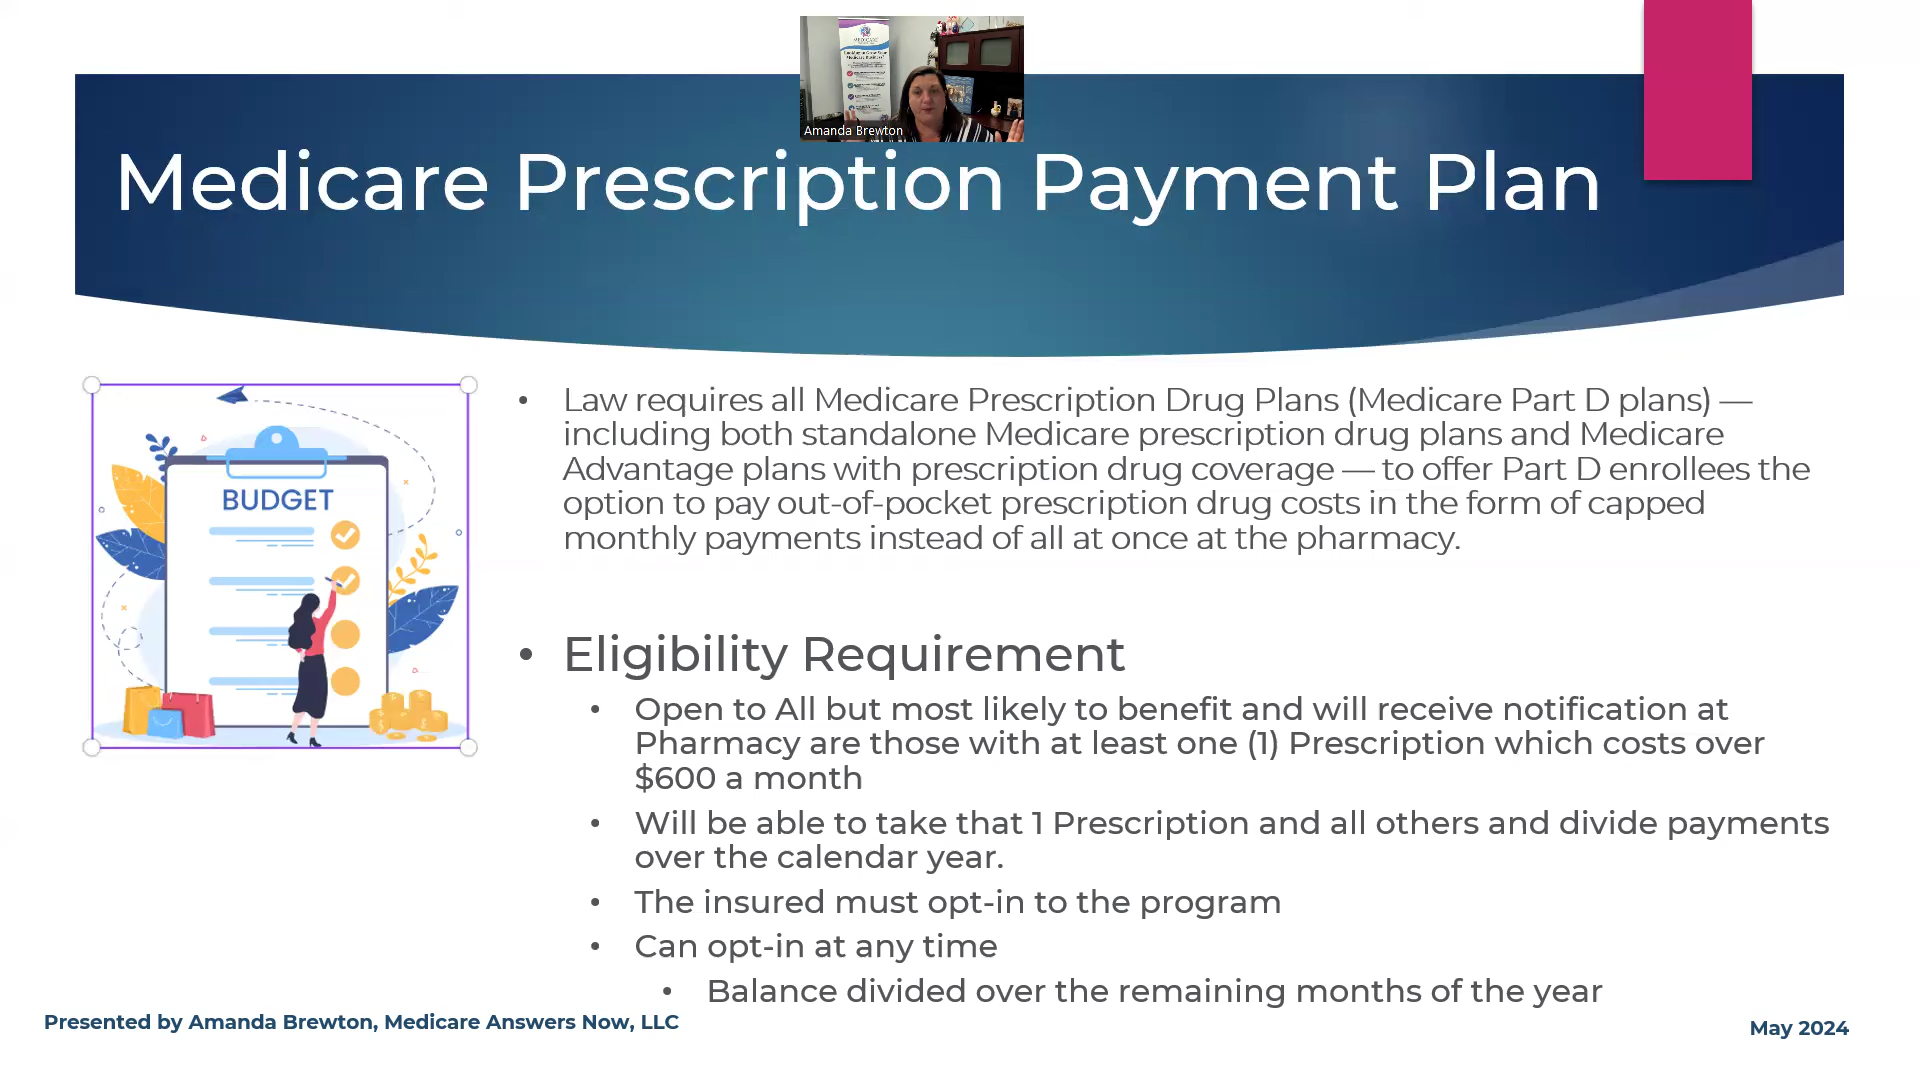 MEDICARE
Amanda Brewton
Medicare Prescription Payment Plan
BUDGET
• Law requires all Medicare Prescription Drug Plans (Medicare Part D plans) —
including both standalone Medicare prescription drug plans and Medicare
Advantage plans with prescription drug coverage — to offer Part D enrollees the
option to pay out-of-pocket prescription drug costs in the form of capped
monthly payments instead of all at once at the pharmacy.
• Eligibility Requirement
• Open to All but most likely to benefit and will receive notification at
Pharmacy are those with at least one (1) Prescription which costs over
$600 a month
• Will be able to take that 1 Prescription and all others and divide payments
over the calendar year.
• The insured must opt-in to the program
• Can opt-in at any time
• Balance divided over the remaining months of the year
Presented by Amanda Brewton, Medicare Answers Now, LLC
May 2024